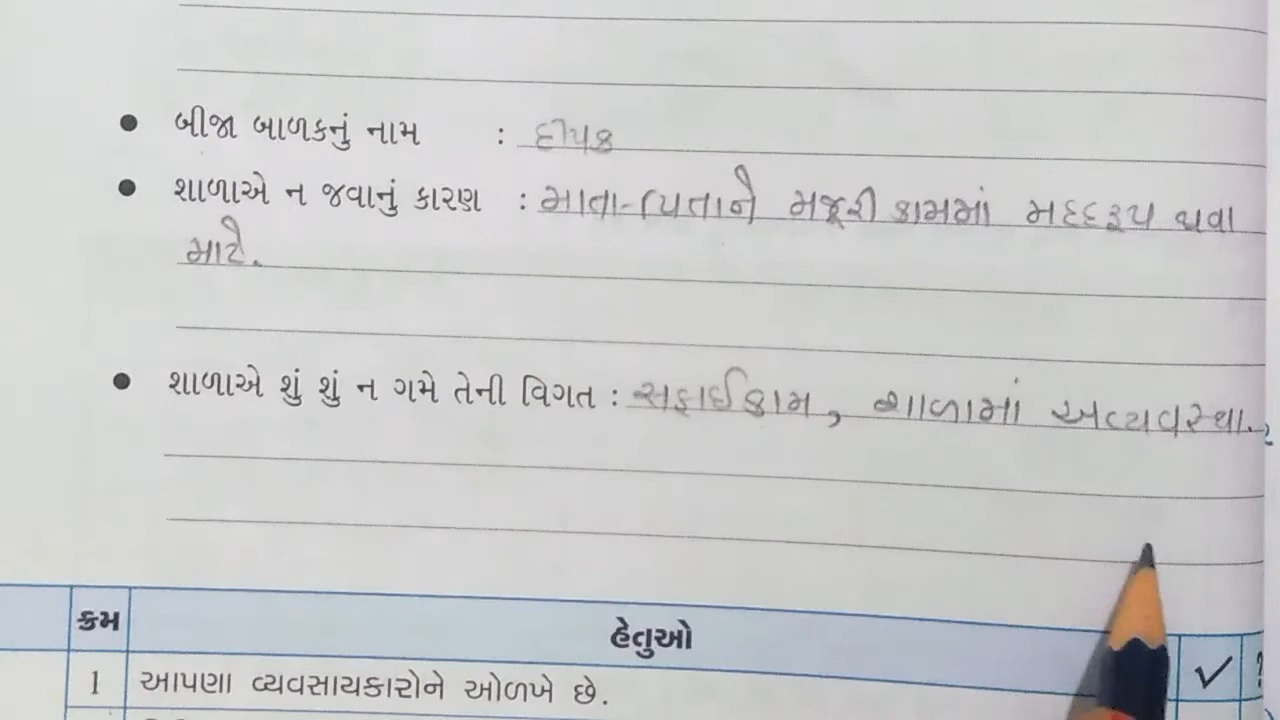 • બીજા બાળકનું નામ : દીપક
• શાળાએ ન જવાનું કારણ : માતા-પિતાને મજૂરી કામમાં મદદરૂપ થવા
માટે.
• શાળાએ શું શું ન ગમે તેની વિગત : સફાઈકામ, શાળામાં અવ્યવસ્થા.
ક્રમ હેતુઓ ✓ ?
1 આપણા વ્યવસાયકારોને ઓળખે છે.